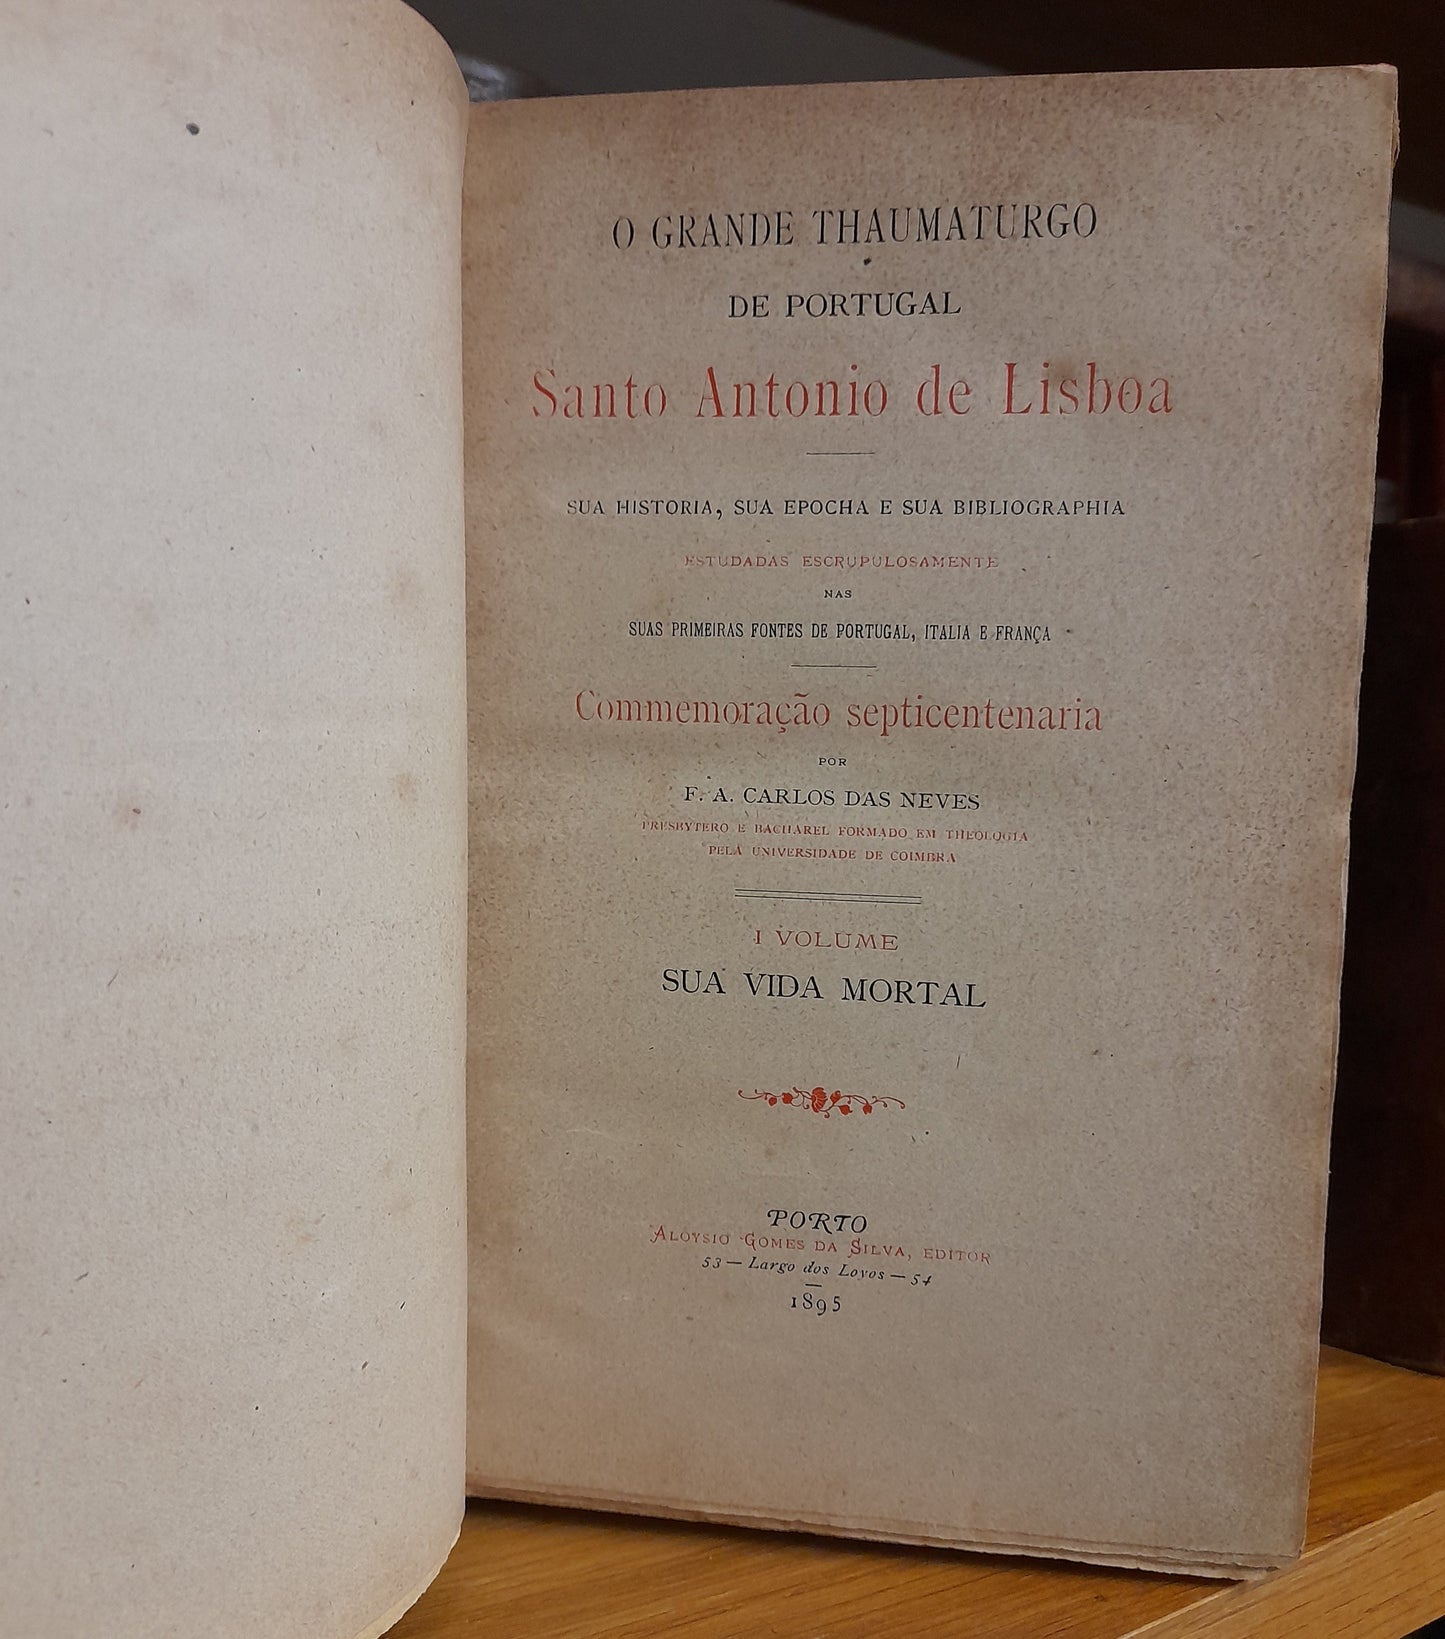 O GRANDE THAUMATURGO
DE PORTUGAL
Santo Antonio de Lisboa
SUA HISTORIA, SUA EPOCHA E SUA BIBLIOGRAPHIA
ESTUDADAS ESCRUPULOSAMENTE
NAS
SUAS PRIMEIRAS FONTES DE PORTUGAL, ITALIA E FRANÇA
Commemoração septicentenaria
POR
F. A. CARLOS DAS NEVES
PRESBYTERO E BACHAREL FORMADO EM THEOLOGIA
PELA UNIVERSIDADE DE COIMBRA
I VOLUME
SUA VIDA MORTAL
PORTO
ALOYSIO GOMES DA SILVA, EDITOR
53 — Largo dos Loyos — 54
1895